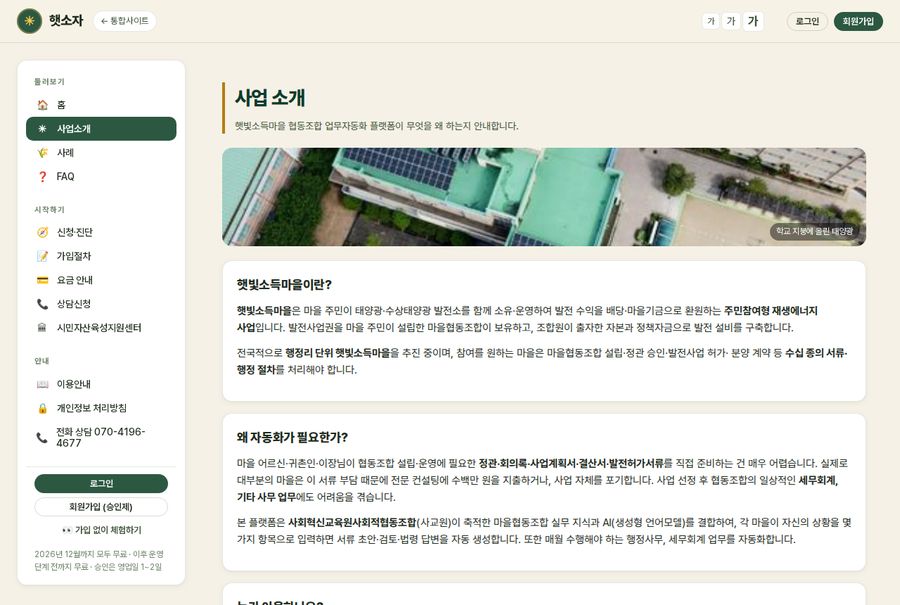 햇소자
← 통합사이트
가 가 가
로그인
회원가입
둘러보기
홈
사업소개
사례
FAQ
시작하기
신청·진단
가입절차
요금 안내
상담신청
시민자산육성지원센터
안내
이용안내
개인정보 처리방침
전화 상담 070-4196-
4677
로그인
회원가입 (승인제)
가입 없이 체험하기
2026년 12월까지 모두 무료 · 이후 운영
단계 전까지 무료 · 승인은 영업일 1~2일
사업 소개
햇빛소득마을 협동조합 업무자동화 플랫폼이 무엇을 왜 하는지 안내합니다.
학교 지붕에 올린 태양광
햇빛소득마을이란?
햇빛소득마을은 마을 주민이 태양광·수상태양광 발전소를 함께 소유·운영하여 발전 수익을 배당·마을기금으로 환원하는 주민참여형 재생에너지
사업입니다. 발전사업권을 마을 주민이 설립한 마을협동조합이 보유하고, 조합원이 출자한 자본과 정책자금으로 발전 설비를 구축합니다.
전국적으로 행정리 단위 햇빛소득마을을 추진 중이며, 참여를 원하는 마을은 마을협동조합 설립·정관 승인·발전사업 허가· 분양 계약 등 수십 종의 서류·
행정 절차를 처리해야 합니다.
왜 자동화가 필요한가?
마을 어르신·귀촌인·이장님이 협동조합 설립·운영에 필요한 정관·회의록·사업계획서·결산서·발전허가서류를 직접 준비하는 건 매우 어렵습니다. 실제로
대부분의 마을은 이 서류 부담 때문에 전문 컨설팅에 수백만 원을 지출하거나, 사업 자체를 포기합니다. 사업 선정 후 협동조합의 일상적인 세무회계,
기타 사무 업무에도 어려움을 겪습니다.
본 플랫폼은 사회혁신교육원사회적협동조합(사교원)이 축적한 마을협동조합 실무 지식과 AI(생성형 언어모델)를 결합하여, 각 마을이 자신의 상황을 몇
가지 항목으로 입력하면 서류 초안·검토·법령 답변을 자동 생성합니다. 또한 매월 수행해야 하는 행정사무, 세무회계 업무를 자동화합니다.